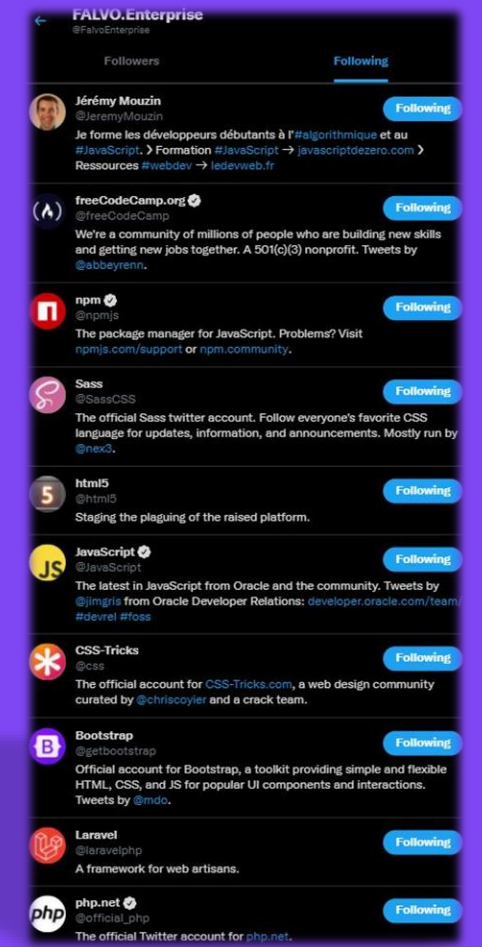 FALVO.Enterprise
@FalvoEnterprise
Followers
Following
Jérémy Mouzin
@JeremyMouzin
Following
Je forme les développeurs débutants à l'#algorithmique et au
#JavaScript. ❯ Formation #JavaScript → javascriptdezero.com ❯
Ressources #webdev → ledevweb.fr
freeCodeCamp.org
@freeCodeCamp
Following
We're a community of millions of people who are building new skills
and getting new jobs together. A 501(c)(3) nonprofit. Tweets by
@abbeyrenn.
npm
@npmjs
Following
The package manager for JavaScript. Problems? Visit
npmjs.com/support or npm.community.
Sass
@SassCSS
Following
The official Sass twitter account. Follow everyone's favorite CSS
language for updates, information, and announcements. Mostly run by
@nex3.
5
html5
@html5
Following
Staging the plaguing of the raised platform.
JS
JavaScript
@JavaScript
Following
The latest in JavaScript from Oracle and the community. Tweets by
@jimgris from Oracle Developer Relations: developer.oracle.com/team/
#devrel #foss
CSS-Tricks
@css
Following
The official account for CSS-Tricks.com, a web design community
curated by @chriscoyier and a crack team.
B
Bootstrap
@getbootstrap
Following
Official account for Bootstrap, a toolkit providing simple and flexible
HTML, CSS, and JS for popular UI components and interactions.
Tweets by @mdo.
Laravel
@laravelphp
Following
A framework for web artisans.
php
php.net
@official_php
Following
The official Twitter account for php.net.